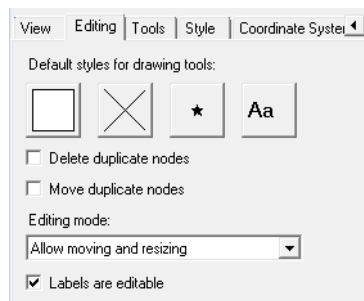 View Editing Tools Style Coordinate System
Default styles for drawing tools:
Aa
Delete duplicate nodes
Move duplicate nodes
Editing mode:
Allow moving and resizing
Labels are editable